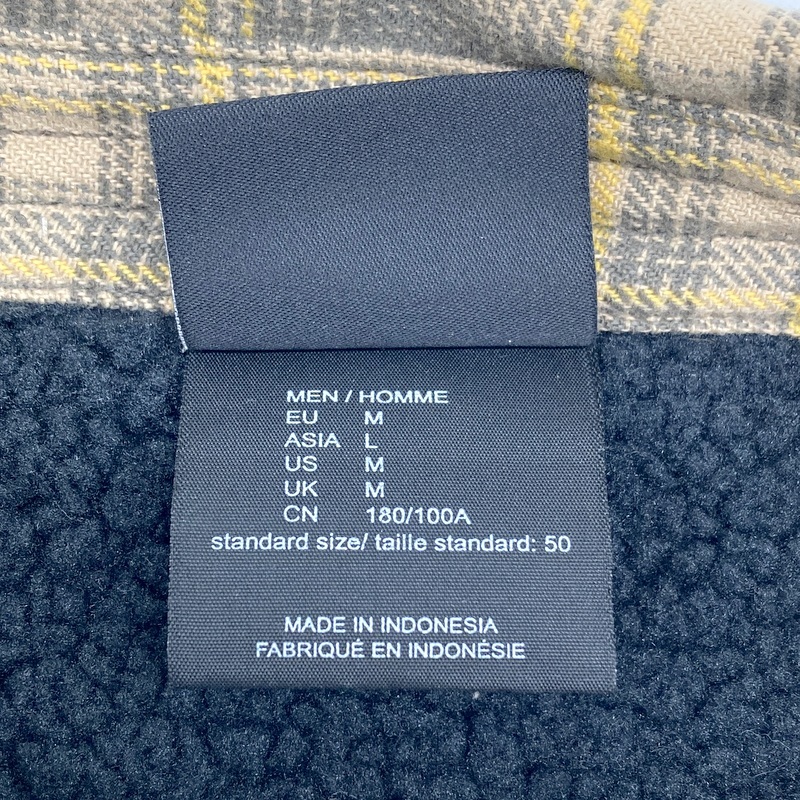 MEN / HOMME
EU M
ASIA L
US M
UK M
CN 180/100A
standard size/ taille standard: 50
MADE IN INDONESIA
FABRIQUÉ EN INDONÉSIE